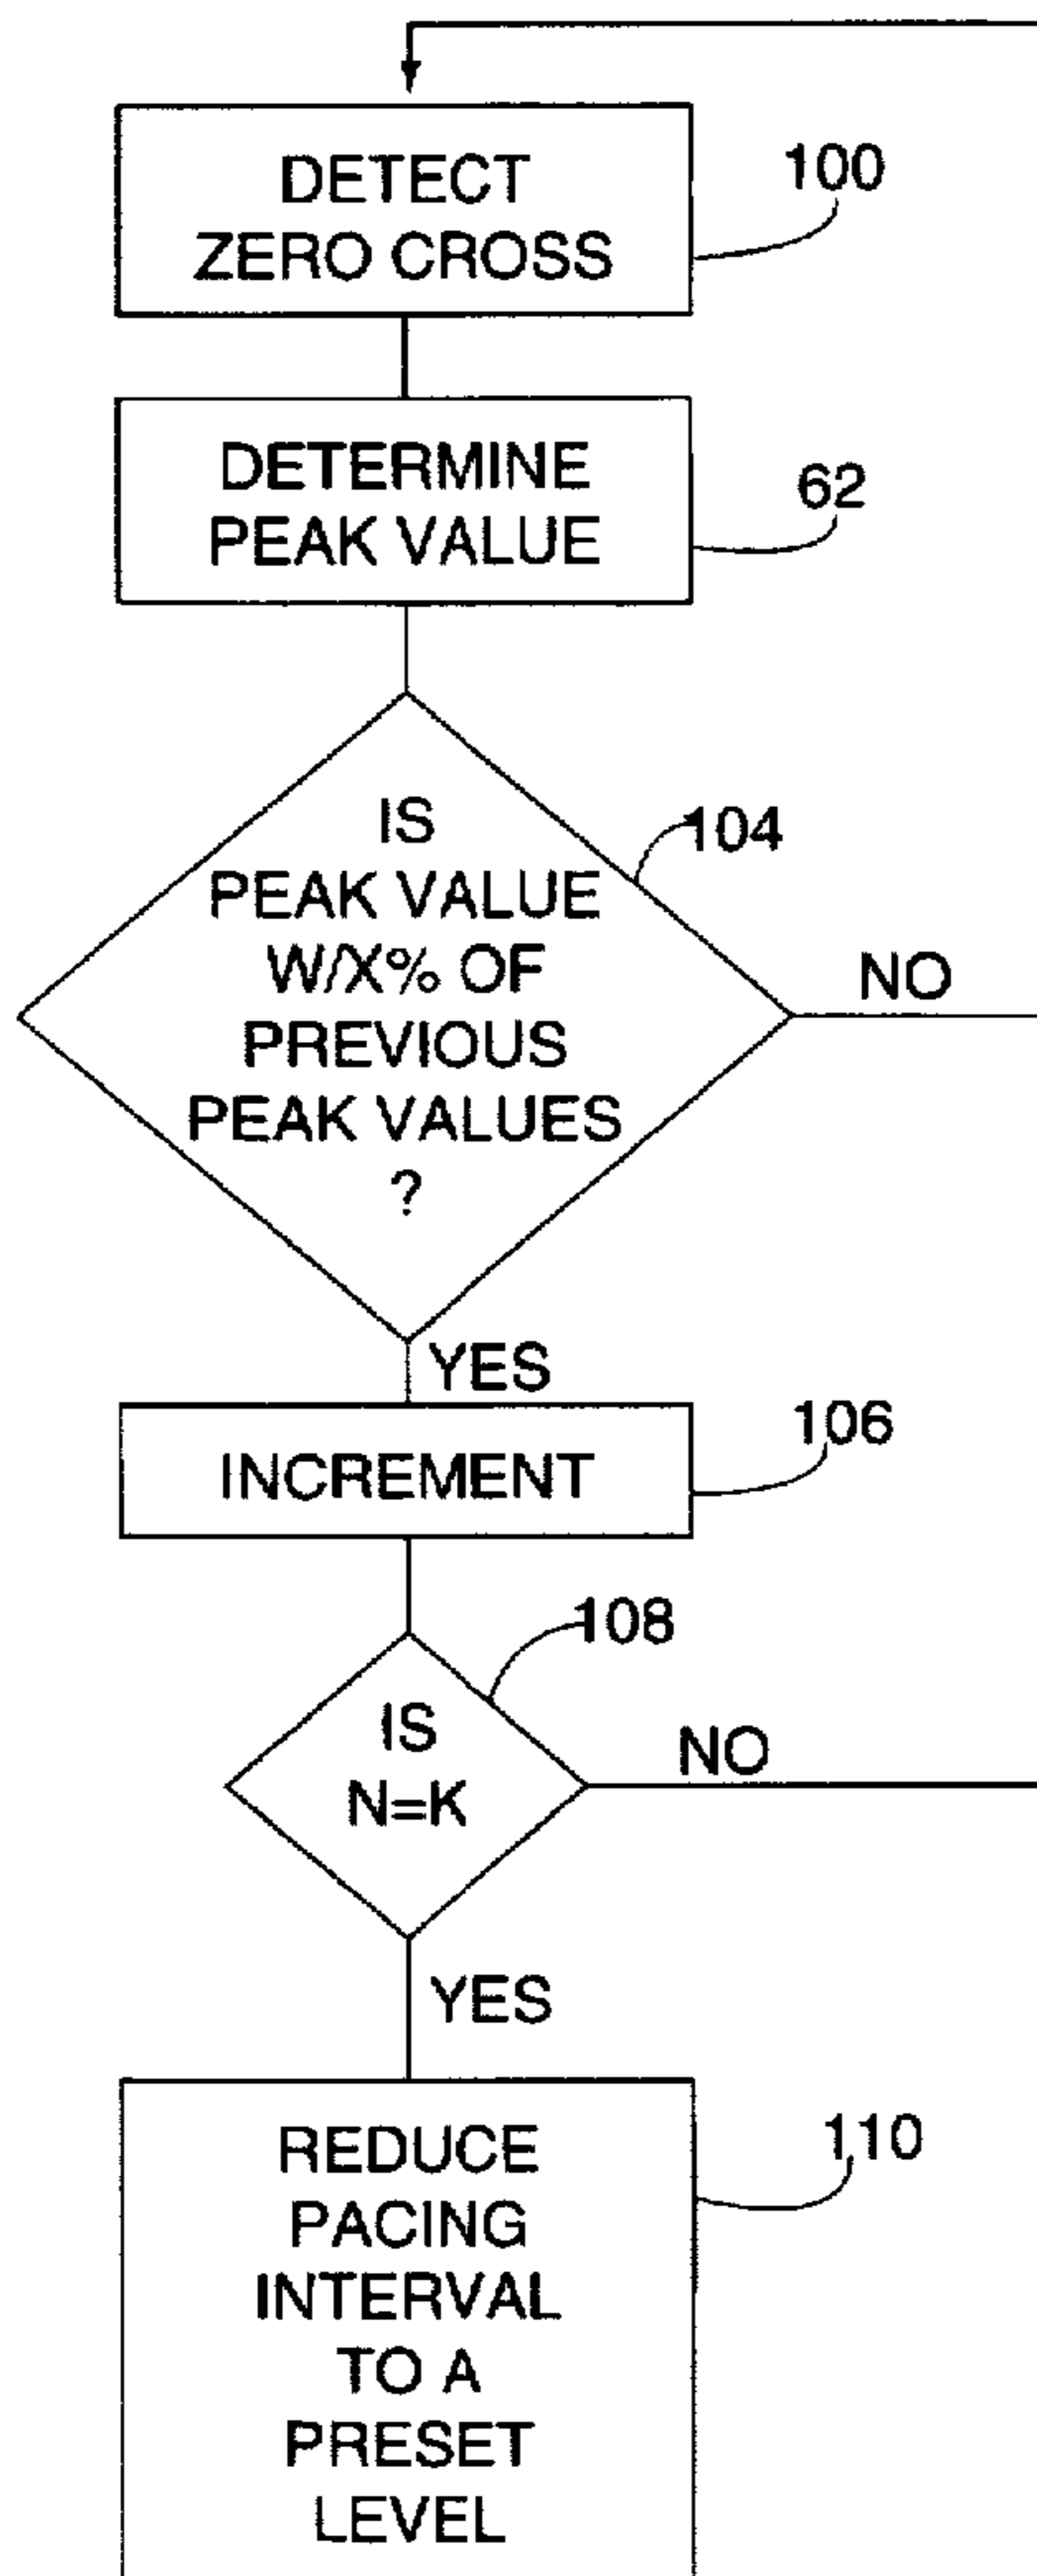 DETECT
ZERO CROSS
100
DETERMINE
PEAK VALUE
62
IS
PEAK VALUE
W/X% OF
PREVIOUS
PEAK VALUES
?
104
NO
YES
INCREMENT
106
IS
N=K
108
NO
YES
REDUCE
PACING
INTERVAL
TO A
PRESET
LEVEL
110